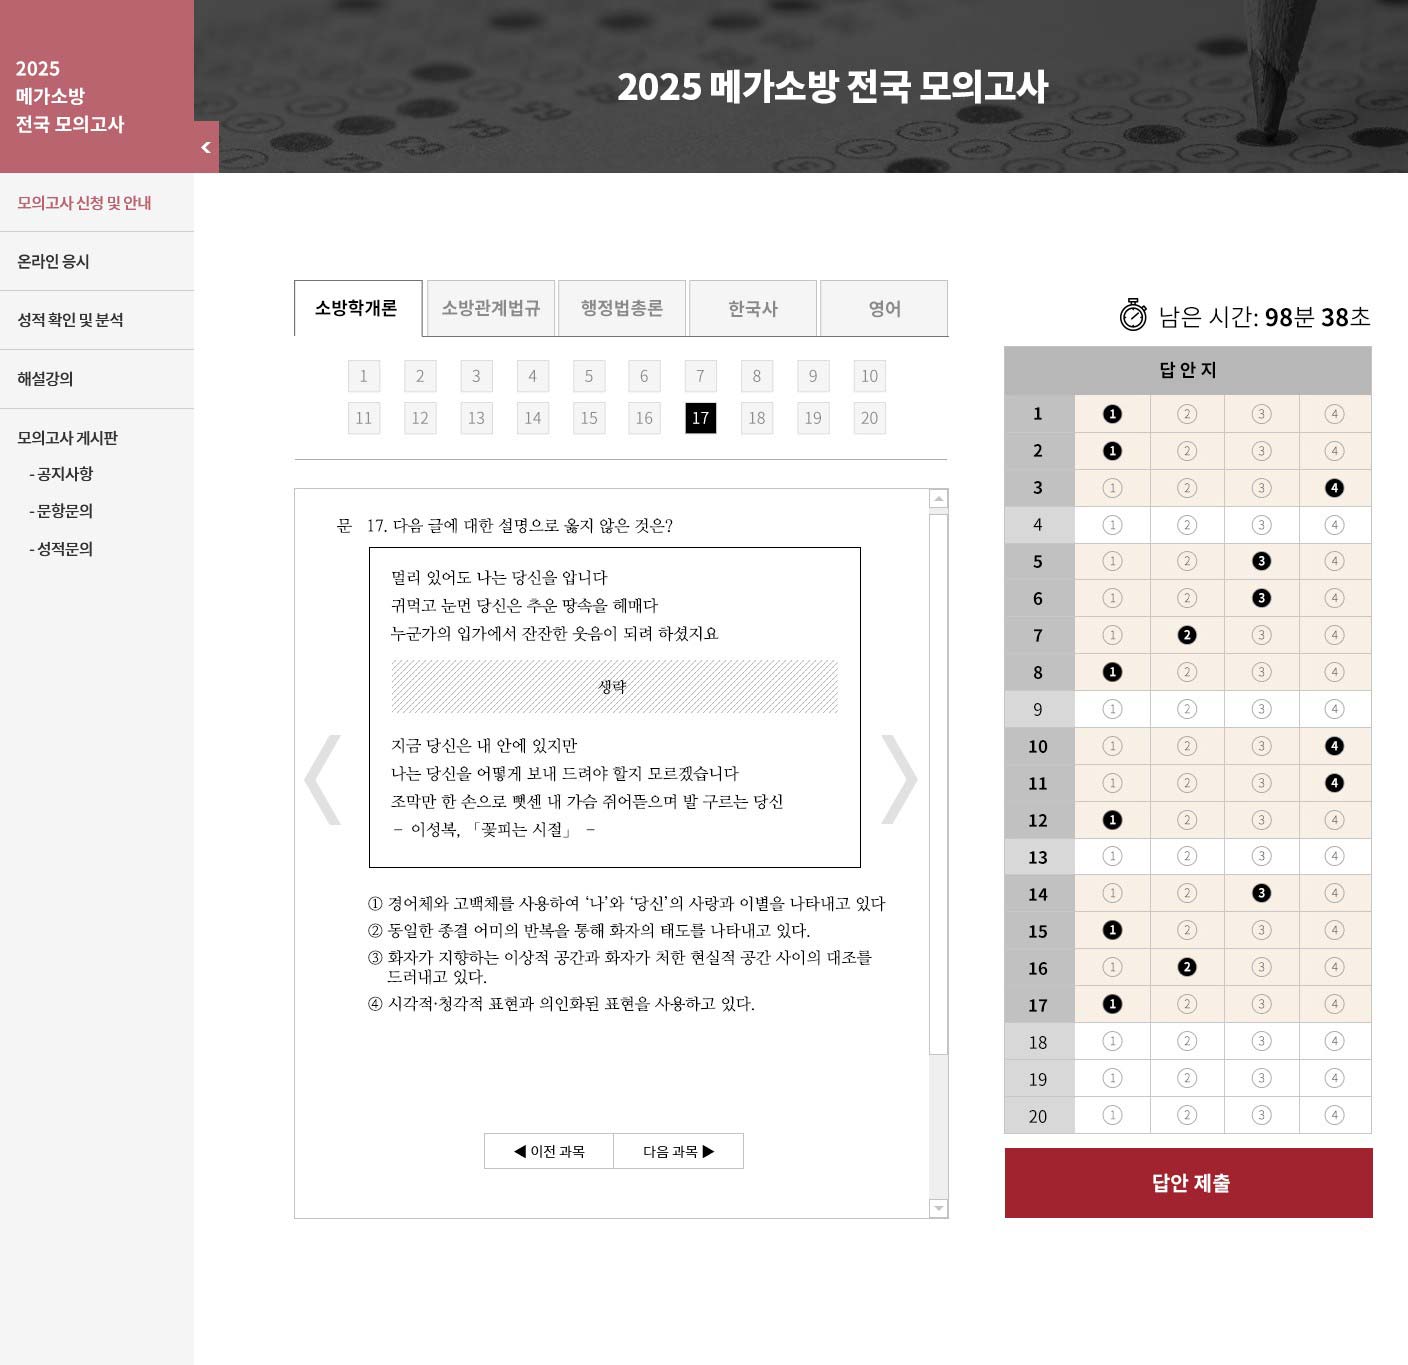 2025
메가소방
전국 모의고사
2025 메가소방 전국 모의고사
모의고사 신청 및 안내
온라인 응시
성적 확인 및 분석
해설강의
모의고사 게시판
- 공지사항
- 문항문의
- 성적문의
소방학개론 소방관계법규 행정법총론 한국사 영어
1 2 3 4 5 6 7 8 9 10
11 12 13 14 15 16 17 18 19 20
문 17. 다음 글에 대한 설명으로 옳지 않은 것은?
멀리 있어도 나는 당신을 압니다
귀먹고 눈먼 당신은 추운 땅속을 헤매다
누군가의 입가에서 잔잔한 웃음이 되려 하셨지요
생략
지금 당신은 내 안에 있지만
나는 당신을 어떻게 보내 드려야 할지 모르겠습니다
조막만 한 손으로 뻣센 내 가슴 쥐어뜯으며 발 구르는 당신
- 이성복, 「꽃피는 시절」 -
① 경어체와 고백체를 사용하여 ‘나’와 ‘당신’의 사랑과 이별을 나타내고 있다
② 동일한 종결 어미의 반복을 통해 화자의 태도를 나타내고 있다.
③ 화자가 지향하는 이상적 공간과 화자가 처한 현실적 공간 사이의 대조를
드러내고 있다.
④ 시각적·청각적 표현과 의인화된 표현을 사용하고 있다.
◀ 이전 과목 다음 과목 ▶
남은 시간: 98분 38초
답 안 지
1 ❶ ② ③ ④
2 ❶ ② ③ ④
3 ① ② ③ ❹
4 ① ② ③ ④
5 ① ② ❸ ④
6 ① ② ❸ ④
7 ① ❷ ③ ④
8 ❶ ② ③ ④
9 ① ② ③ ④
10 ① ② ③ ❹
11 ① ② ③ ❹
12 ❶ ② ③ ④
13 ① ② ③ ④
14 ① ② ❸ ④
15 ❶ ② ③ ④
16 ① ❷ ③ ④
17 ❶ ② ③ ④
18 ① ② ③ ④
19 ① ② ③ ④
20 ① ② ③ ④
답안 제출